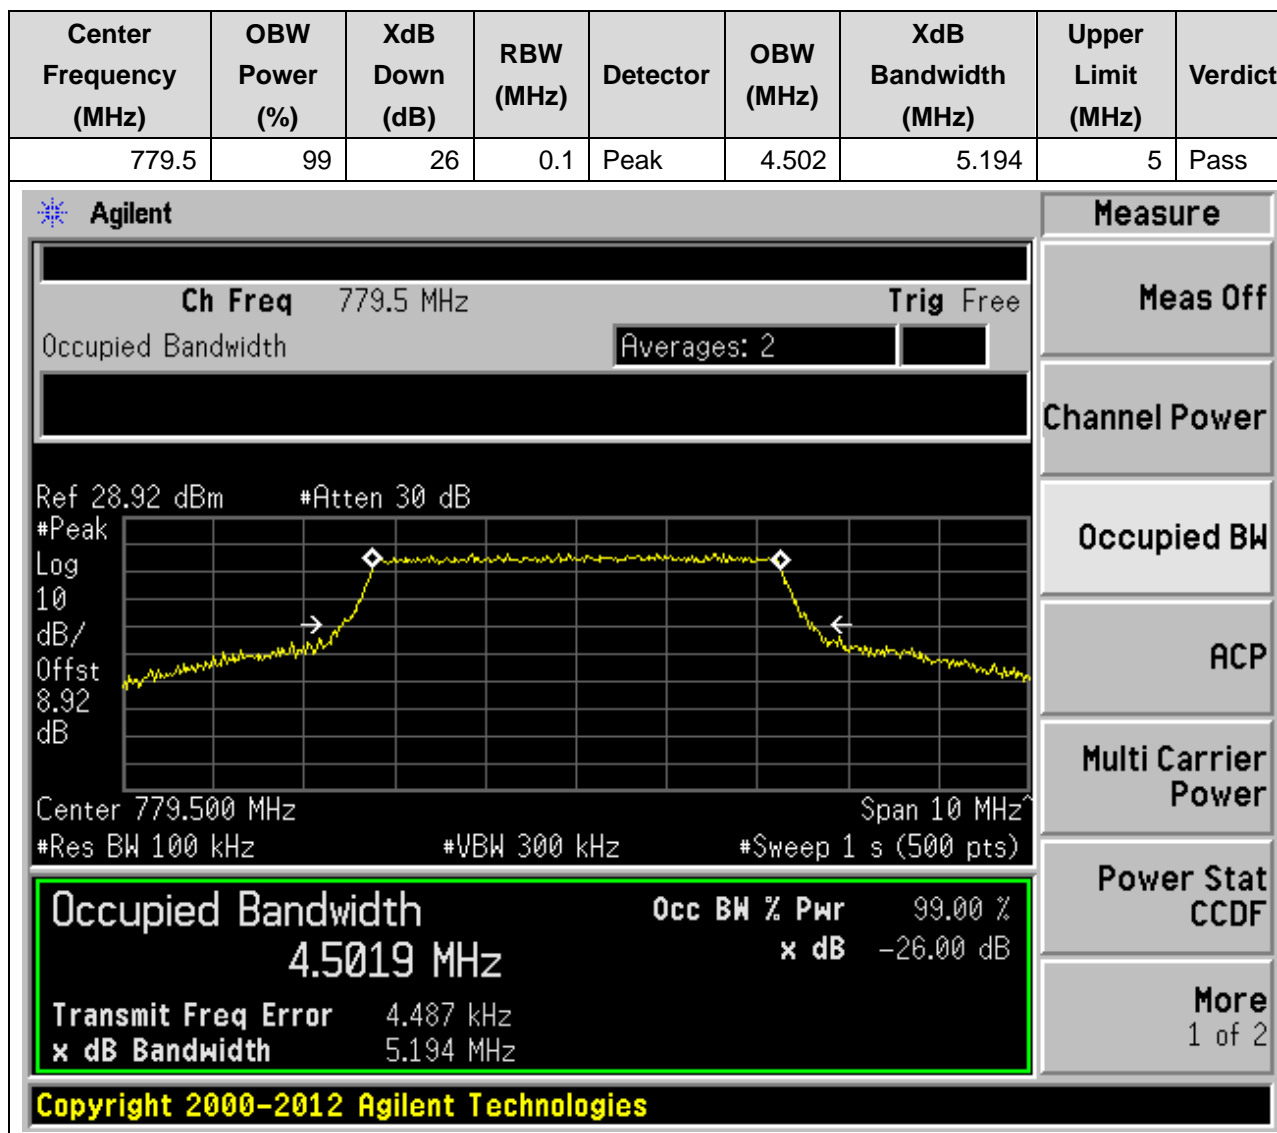 Center Frequency (MHz) OBW Power (%) XdB Down (dB) RBW (MHz) Detector OBW (MHz) XdB Bandwidth (MHz) Upper Limit (MHz) Verdict
779.5 99 26 0.1 Peak 4.502 5.194 5 Pass
Agilent
Measure
Ch Freq 779.5 MHz Trig Free
Occupied Bandwidth Averages: 2
Ref 28.92 dBm #Atten 30 dB
#Peak
Log
10
dB/
Offst
8.92
dB
Center 779.500 MHz Span 10 MHz^
#Res BW 100 kHz #VBW 300 kHz #Sweep 1 s (500 pts)
Occupied Bandwidth Occ BW % Pwr 99.00 %
4.5019 MHz x dB -26.00 dB
Transmit Freq Error 4.487 kHz
x dB Bandwidth 5.194 MHz
Copyright 2000-2012 Agilent Technologies
Meas Off
Channel Power
Occupied BW
ACP
Multi Carrier
Power
Power Stat
CCDF
More
1 of 2